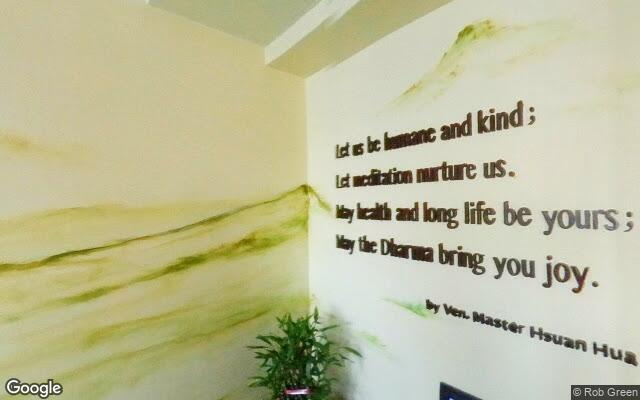 Let us be humane and kind;
Let meditation nurture us.
May health and long life be yours;
May the Dharma bring you joy.
by Ven. Master Hsuan Hua
Google
© Rob Green